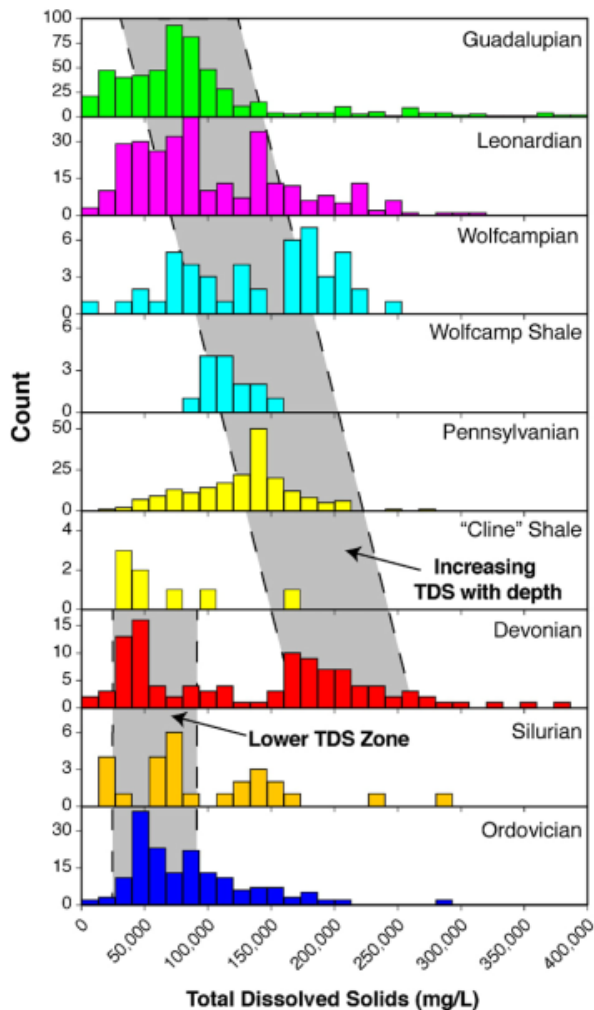 100
75
50
25
0
Guadalupian
30
15
0
Leonardian
6
3
0
Wolfcampian
6
3
0
Wolfcamp Shale
50
25
0
Pennsylvanian
4
2
0
"Cline" Shale
Increasing
TDS with depth
15
10
5
0
Devonian
6
3
0
Silurian
Lower TDS Zone
30
15
0
Ordovician
Count
0
50,000
100,000
150,000
200,000
250,000
300,000
350,000
400,000
Total Dissolved Solids (mg/L)